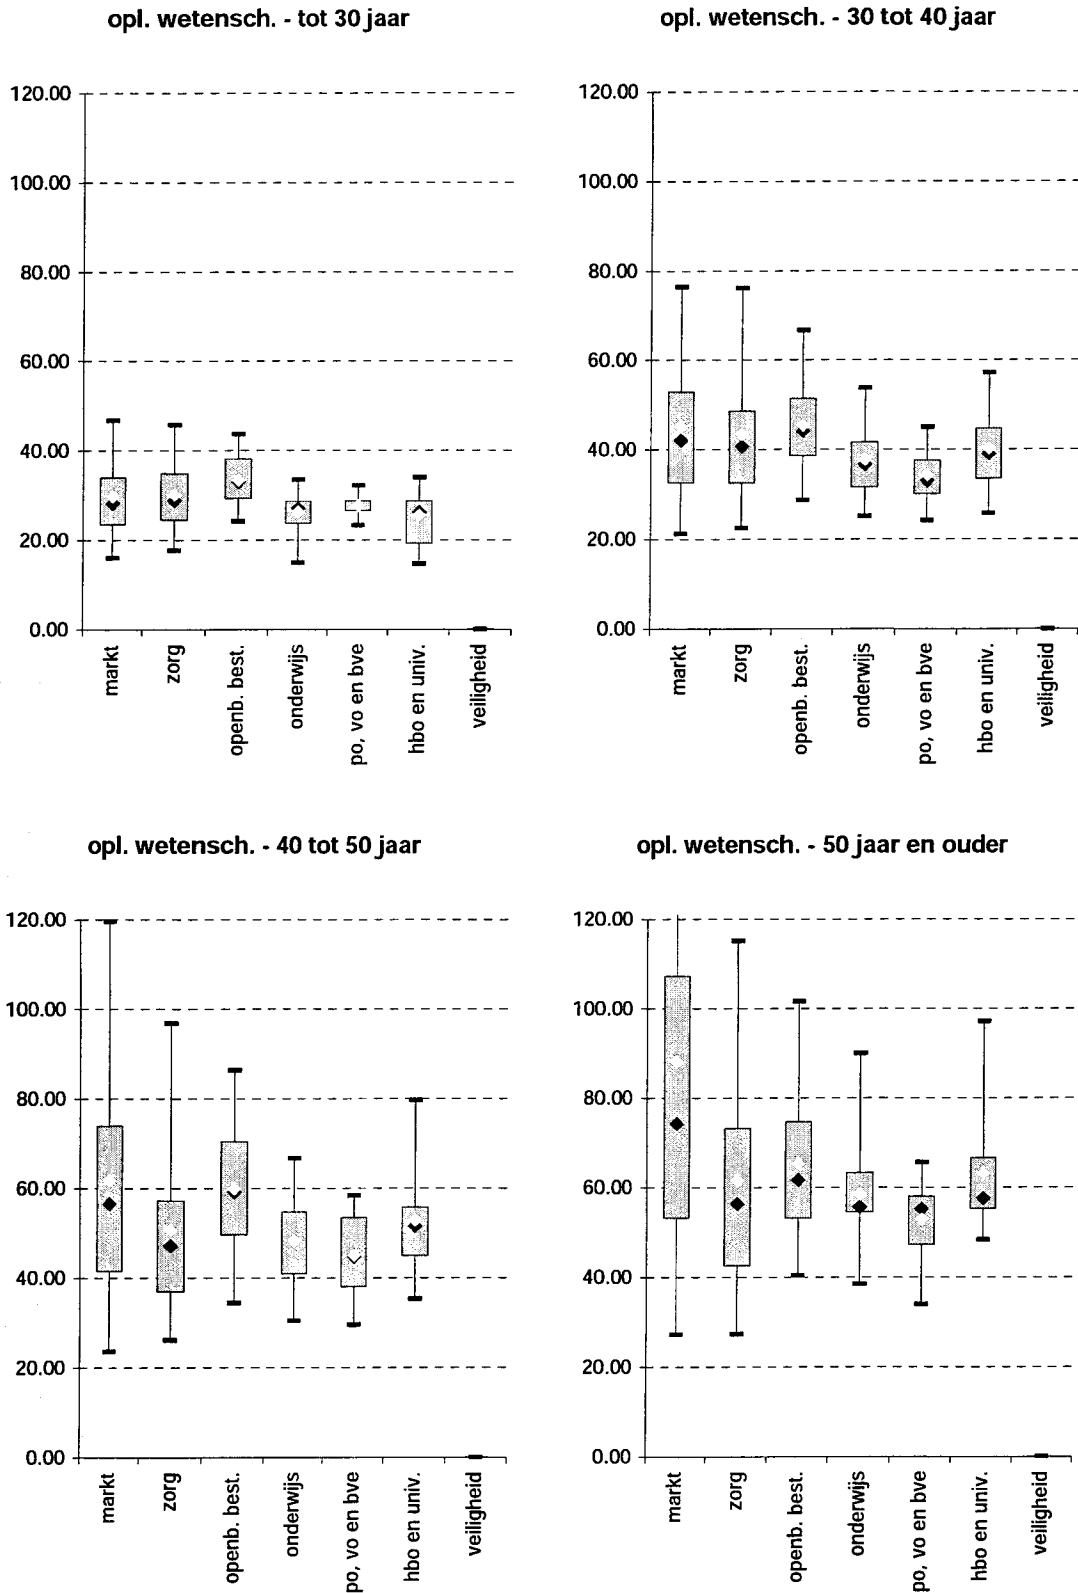 opl. wetensch. - tot 30 jaar
120.00
100.00
80.00
60.00
40.00
20.00
0.00
markt
zorg
openb. best.
onderwijs
po, vo en bve
hbo en univ.
veiligheid
opl. wetensch. - 30 tot 40 jaar
120.00
100.00
80.00
60.00
40.00
20.00
0.00
markt
zorg
openb. best.
onderwijs
po, vo en bve
hbo en univ.
veiligheid
opl. wetensch. - 40 tot 50 jaar
120.00
100.00
80.00
60.00
40.00
20.00
0.00
markt
zorg
openb. best.
onderwijs
po, vo en bve
hbo en univ.
veiligheid
opl. wetensch. - 50 jaar en ouder
120.00
100.00
80.00
60.00
40.00
20.00
0.00
markt
zorg
openb. best.
onderwijs
po, vo en bve
hbo en univ.
veiligheid